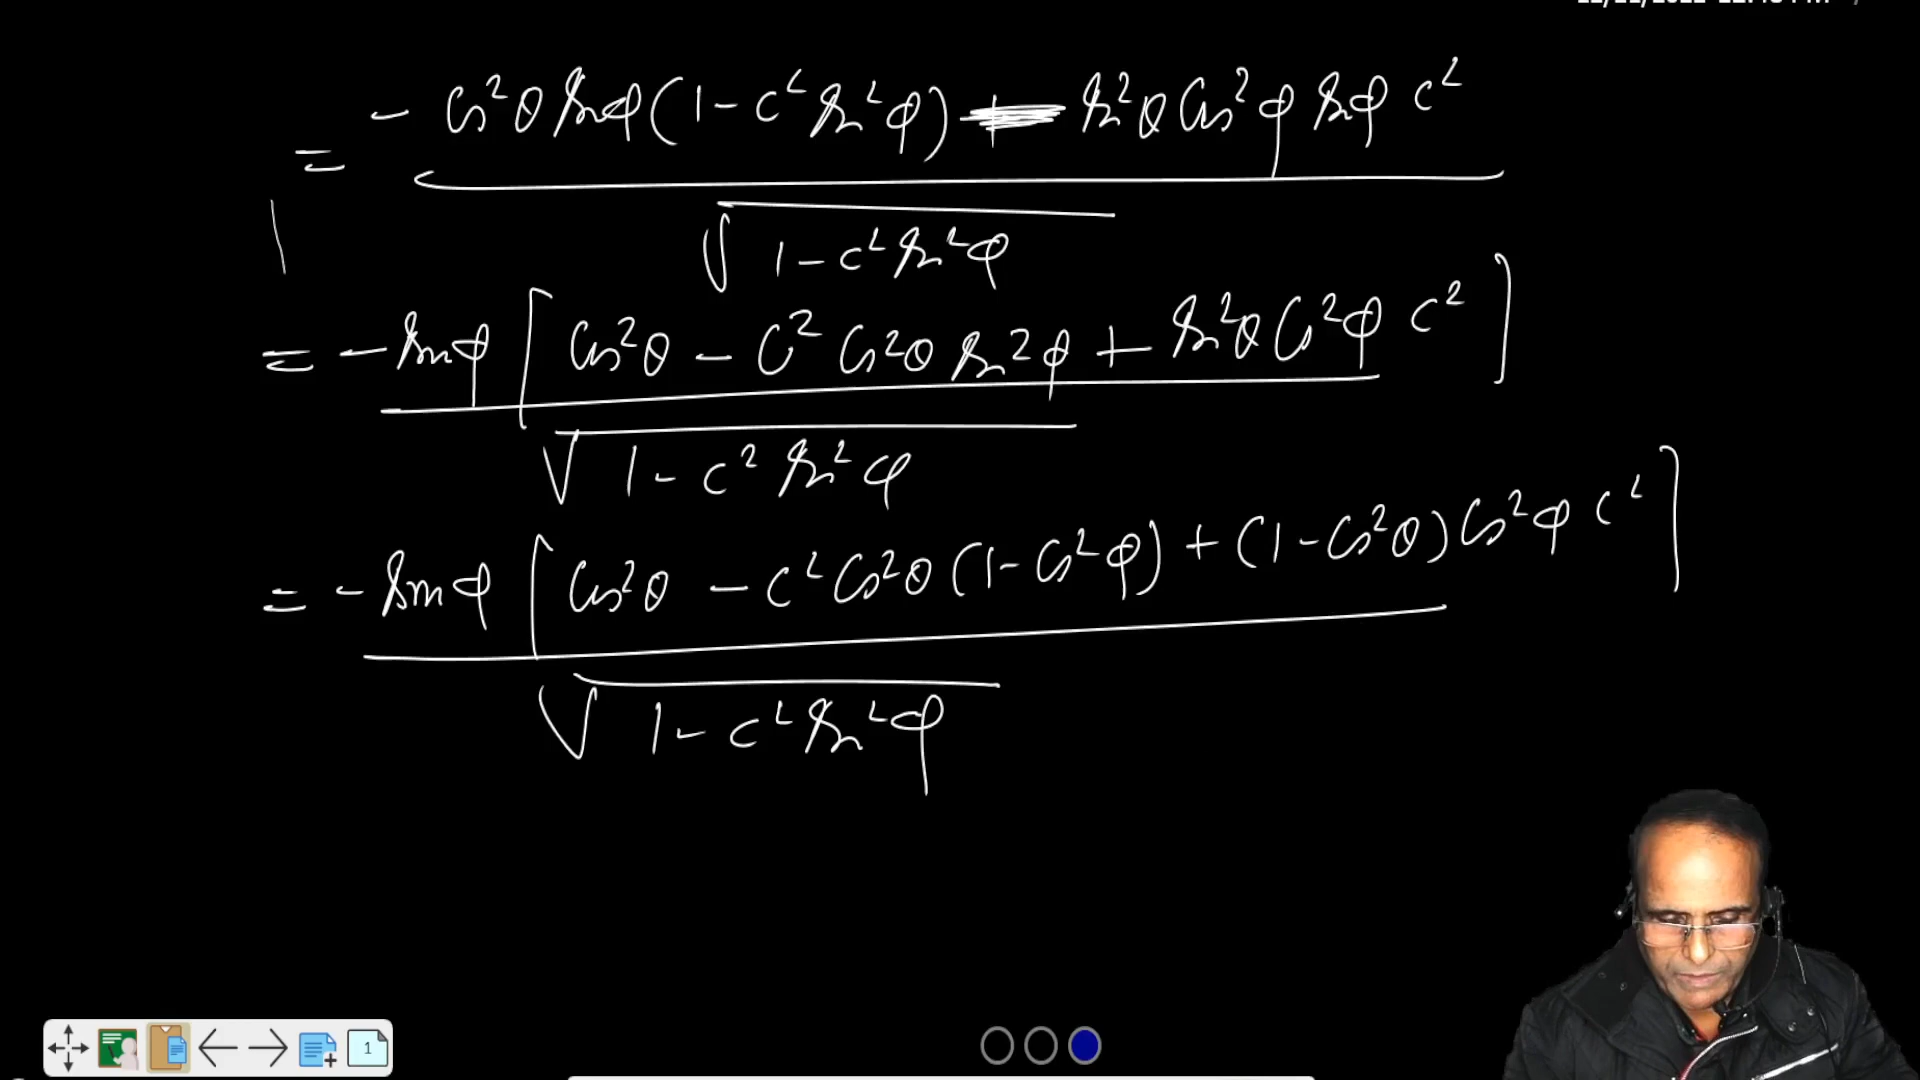 = - Cos²θ Sinφ (1 - c² Sin²φ) - Sin²θ Cos²φ Sinφ c²
√1 - c² Sin²φ
= - Sinφ [ Cos²θ - C² Cos²θ Sin²φ + Sin²θ Cos²φ C² ]
√1 - c² Sin²φ
= - Sinφ [ Cos²θ - c² Cos²θ (1 - Cos²φ) + (1 - Cos²θ) Cos²φ c² ]
√1 - c² Sin²φ
1